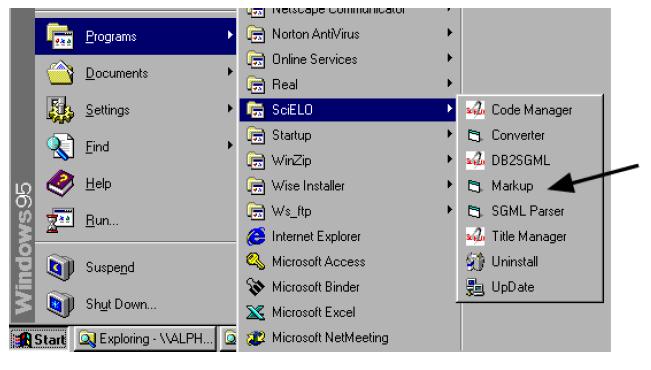 Windows95
Programs
Documents
Settings
Find
Help
Run...
Suspend
Shut Down...
Start
Exploring - \\ALPH...
Netscape Communicator
Norton AntiVirus
Online Services
Real
SciELO
Startup
WinZip
Wise Installer
Ws_ftp
Internet Explorer
Microsoft Access
Microsoft Binder
Microsoft Excel
Microsoft NetMeeting
Code Manager
Converter
DB2SGML
Markup
SGML Parser
Title Manager
Uninstall
UpDate